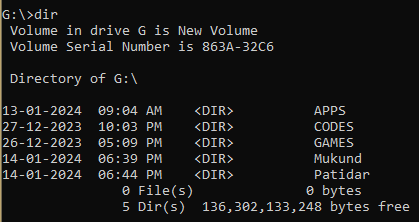 G:\>dir
 Volume in drive G is New Volume
 Volume Serial Number is 863A-32C6
 Directory of G:\
13-01-2024  09:04 AM    <DIR>          APPS
27-12-2023  10:03 PM    <DIR>          CODES
26-12-2023  05:09 PM    <DIR>          GAMES
14-01-2024  06:39 PM    <DIR>          Mukund
14-01-2024  06:44 PM    <DIR>          Patidar
               0 File(s)              0 bytes
               5 Dir(s)  136,302,133,248 bytes free